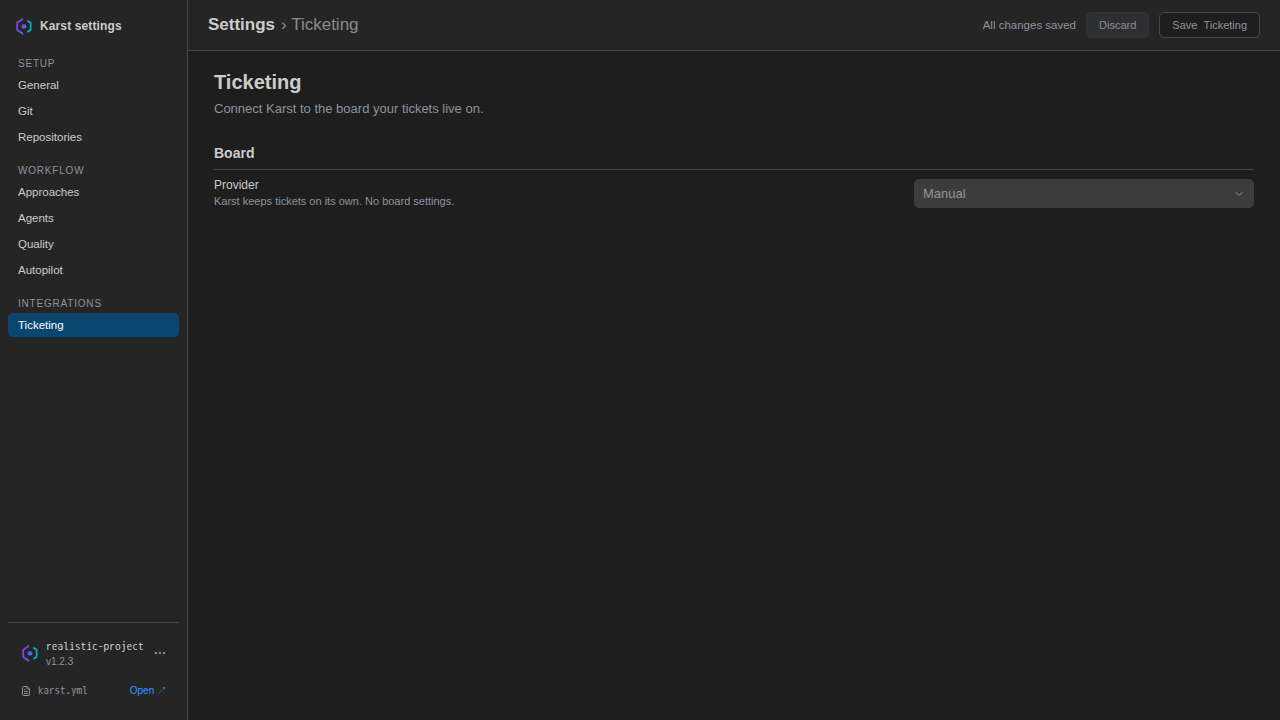 Karst settings
SETUP
General
Git
Repositories
WORKFLOW
Approaches
Agents
Quality
Autopilot
INTEGRATIONS
Ticketing
realistic-project
v1.2.3
karst.yml
Open ↗
Settings › Ticketing
All changes saved
Discard
Save Ticketing
Ticketing
Connect Karst to the board your tickets live on.
Board
Provider
Karst keeps tickets on its own. No board settings.
Manual